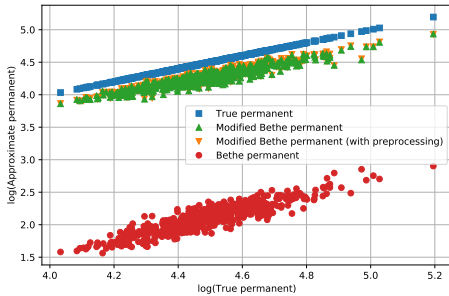 5.0
4.5
4.0
3.5
3.0
2.5
2.0
1.5
log(Approximate permanent)
True permanent
Modified Bethe permanent
Modified Bethe permanent (with preprocessing)
Bethe permanent
4.0 4.2 4.4 4.6 4.8 5.0 5.2
log(True permanent)